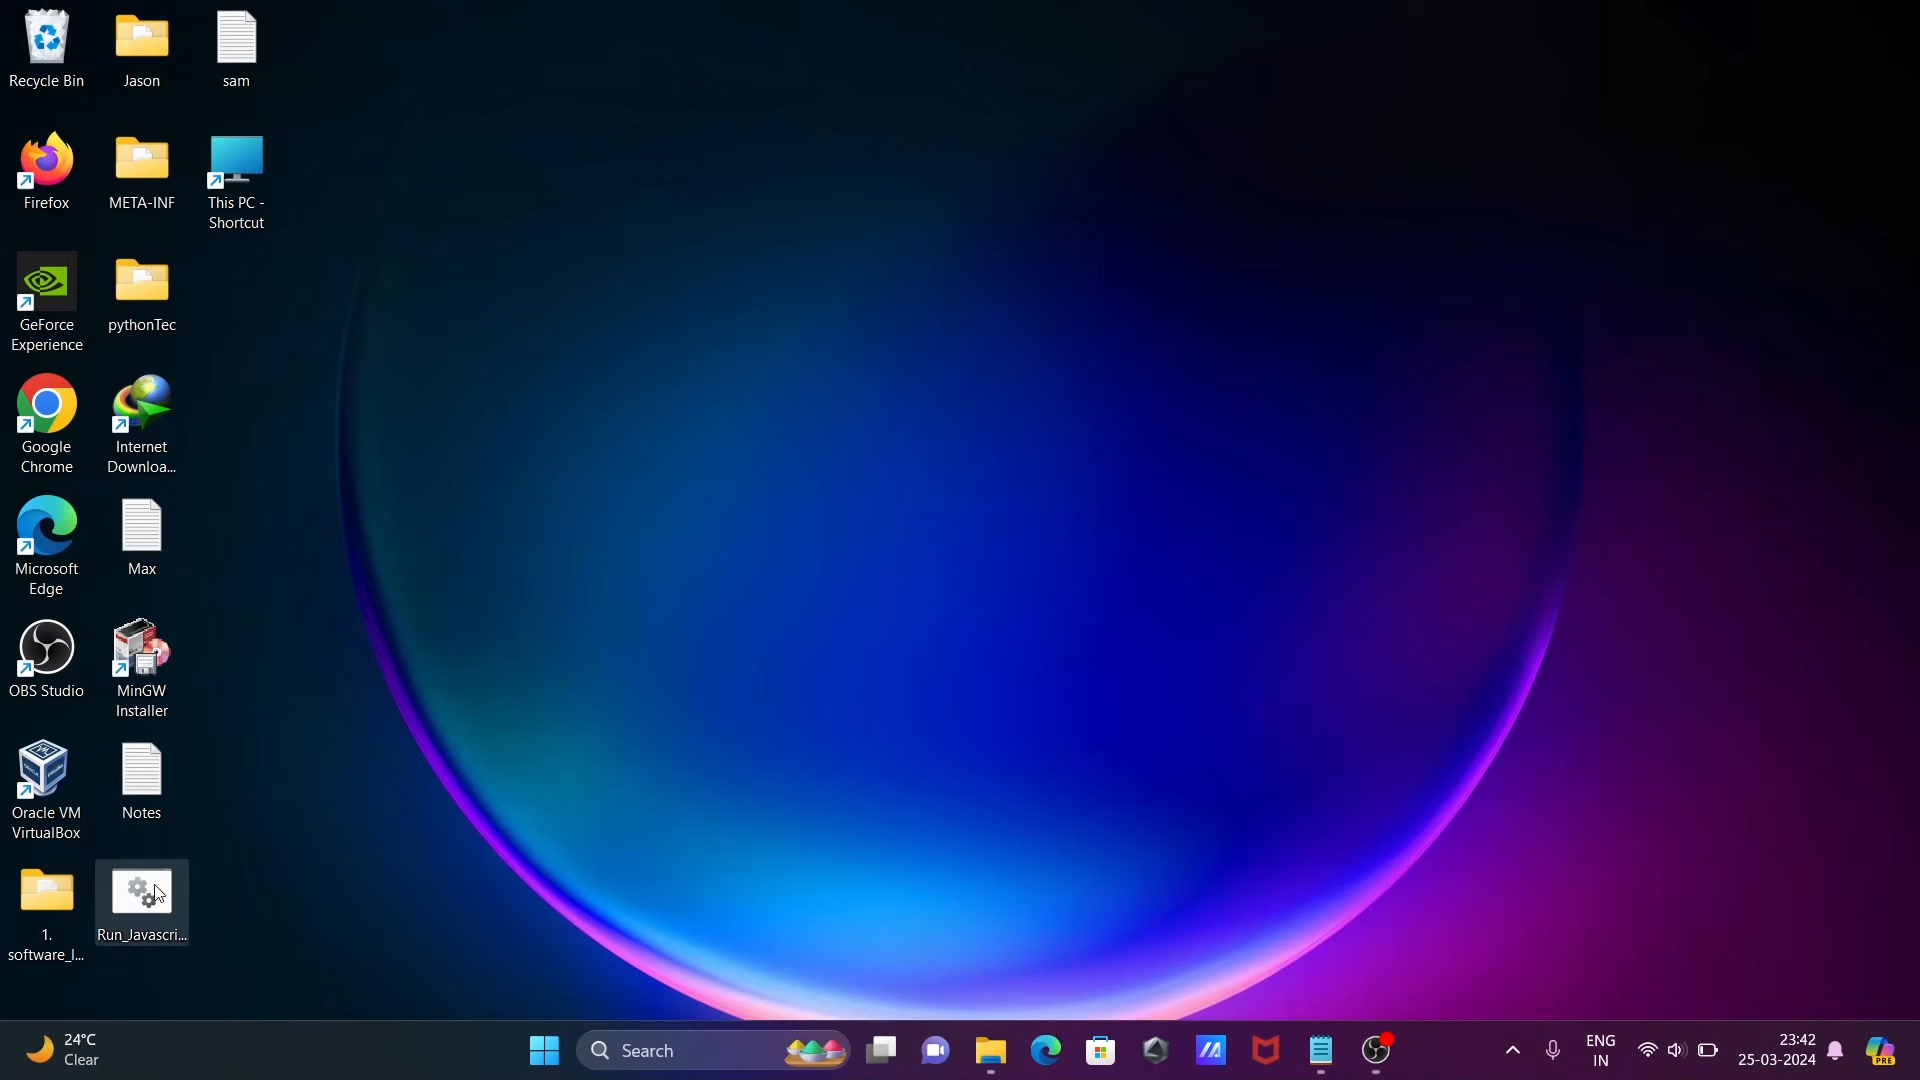 Recycle Bin
Jason
sam
Firefox
META-INF
This PC -
Shortcut
GeForce
Experience
pythonTec
Google
Chrome
Internet
Downloa...
Microsoft
Edge
Max
OBS Studio
MinGW
Installer
Oracle VM
VirtualBox
Notes
1.
software_I...
Run_Javascri...
24°C
Clear
Search
ENG
IN
23:42
25-03-2024
PRE